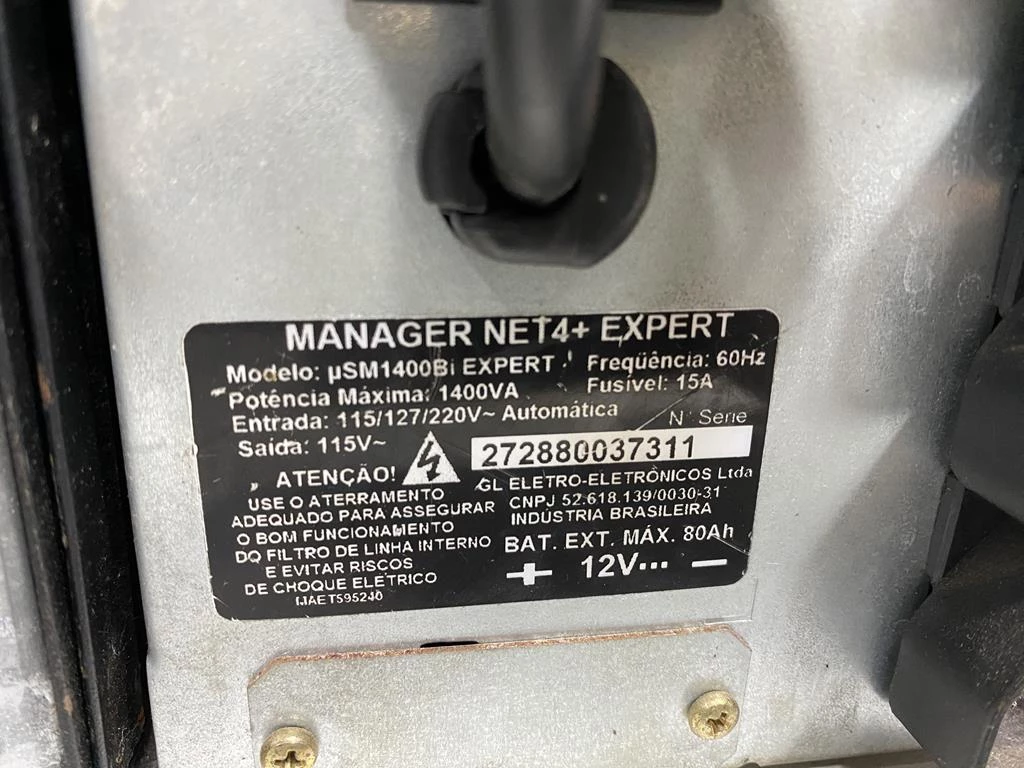 MANAGER NET4+ EXPERT
Modelo: µSM1400Bi EXPERT
Freqüência: 60Hz
Potência Máxima: 1400VA
Fusível: 15A
Entrada: 115/127/220V~ Automática
Nº Serie
Saída: 115V~
272880037311
ATENÇÃO!
USE O ATERRAMENTO
ADEQUADO PARA ASSEGURAR
O BOM FUNCIONAMENTO
DO FILTRO DE LINHA INTERNO
E EVITAR RISCOS
DE CHOQUE ELÉTRICO
GL ELETRO-ELETRÔNICOS Ltda
CNPJ 52.618.139/0030-31
INDÚSTRIA BRASILEIRA
BAT. EXT. MÁX. 80Ah
+ 12V⎓ −